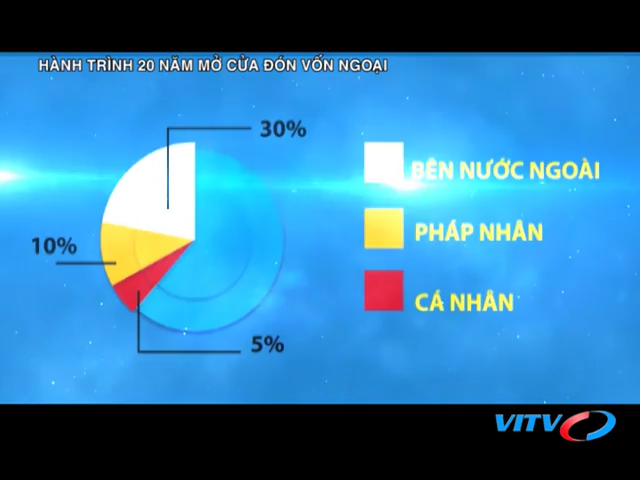 HÀNH TRÌNH 20 NĂM MỞ CỬA ĐÓN VỐN NGOẠI
30%
BÊN NƯỚC NGOÀI
PHÁP NHÂN
10%
CÁ NHÂN
5%
VITV